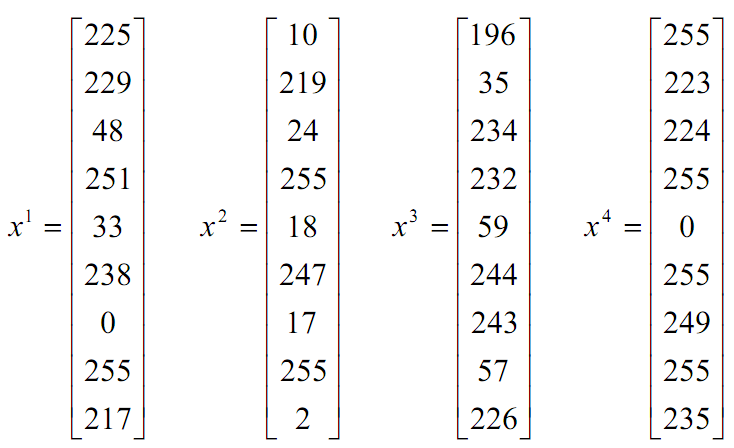 225 10 196 255
229 219 35 223
48 24 234 224
251 255 232 255
x¹ = 33 x² = 18 x³ = 59 x⁴ = 0
238 247 244 255
0 17 243 249
255 255 57 255
217 2 226 235